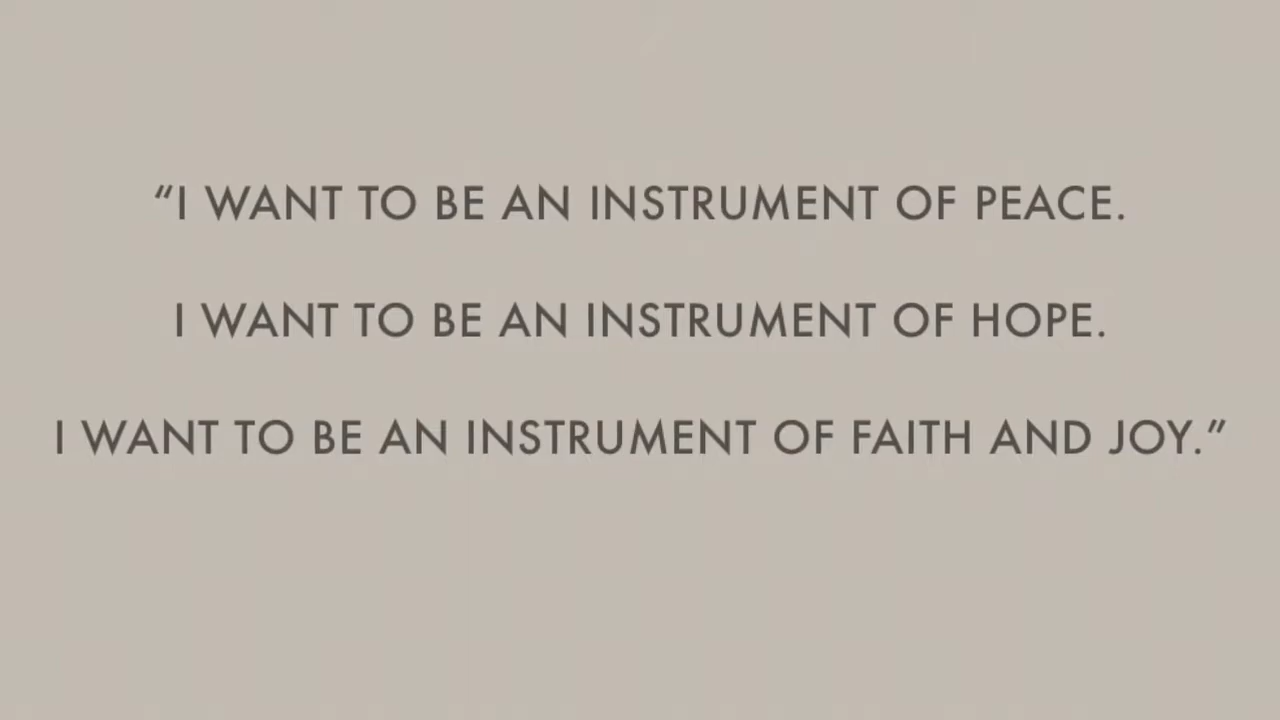 “I WANT TO BE AN INSTRUMENT OF PEACE.
I WANT TO BE AN INSTRUMENT OF HOPE.
I WANT TO BE AN INSTRUMENT OF FAITH AND JOY.”